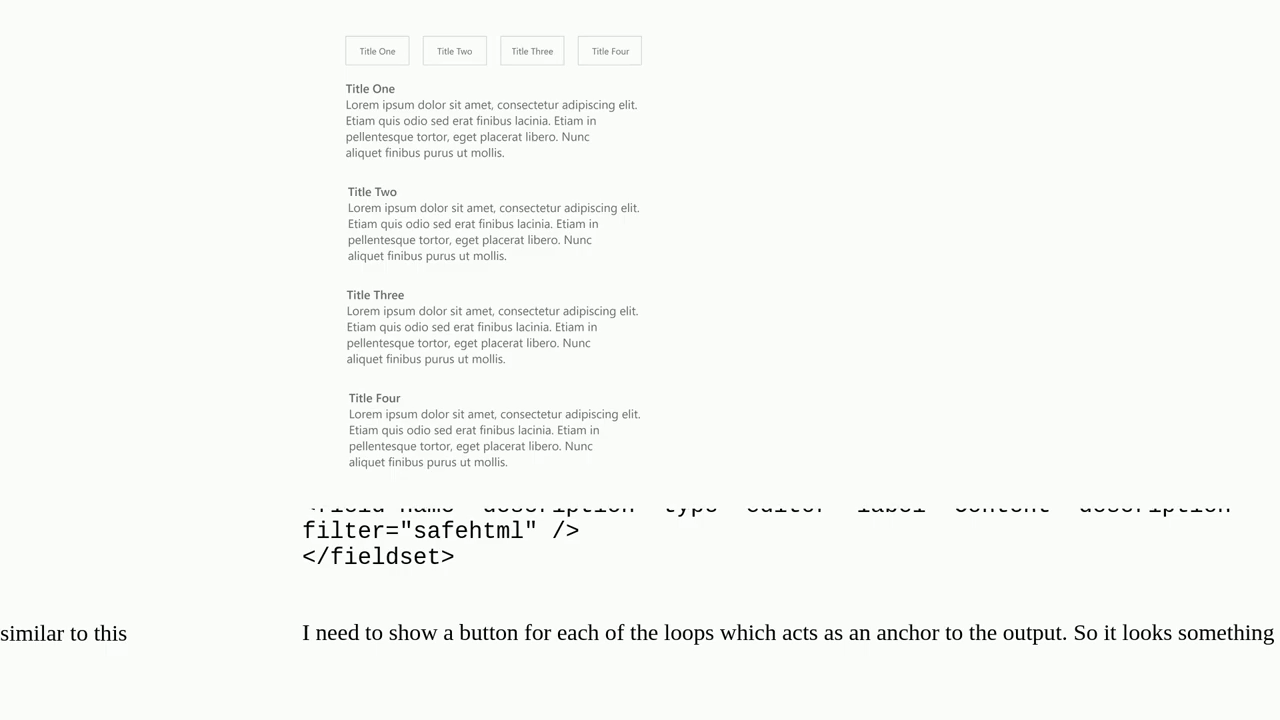 Title One Title Two Title Three Title Four
Title One
Lorem ipsum dolor sit amet, consectetur adipiscing elit.
Etiam quis odio sed erat finibus lacinia. Etiam in
pellentesque tortor, eget placerat libero. Nunc
aliquet finibus purus ut mollis.
Title Two
Lorem ipsum dolor sit amet, consectetur adipiscing elit.
Etiam quis odio sed erat finibus lacinia. Etiam in
pellentesque tortor, eget placerat libero. Nunc
aliquet finibus purus ut mollis.
Title Three
Lorem ipsum dolor sit amet, consectetur adipiscing elit.
Etiam quis odio sed erat finibus lacinia. Etiam in
pellentesque tortor, eget placerat libero. Nunc
aliquet finibus purus ut mollis.
Title Four
Lorem ipsum dolor sit amet, consectetur adipiscing elit.
Etiam quis odio sed erat finibus lacinia. Etiam in
pellentesque tortor, eget placerat libero. Nunc
aliquet finibus purus ut mollis.
filter="safehtml" />
</fieldset>
I need to show a button for each of the loops which acts as an anchor to the output. So it looks something
similar to this